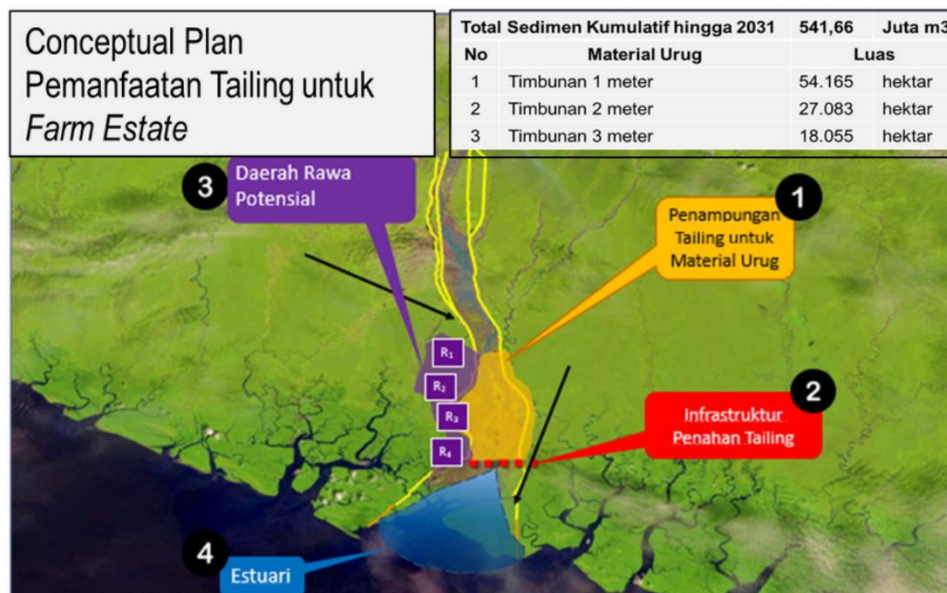 Conceptual Plan
Pemanfaatan Tailing untuk
Farm Estate
Total Sedimen Kumulatif hingga 2031 541,66 Juta m3
No Material Urug Luas
1 Timbunan 1 meter 54.165 hektar
2 Timbunan 2 meter 27.083 hektar
3 Timbunan 3 meter 18.055 hektar
3
Daerah Rawa
Potensial
1
Penampungan
Tailing untuk
Material Urug
R1
R2
R3
R4
2
Infrastruktur
Penahan Tailing
4
Estuari